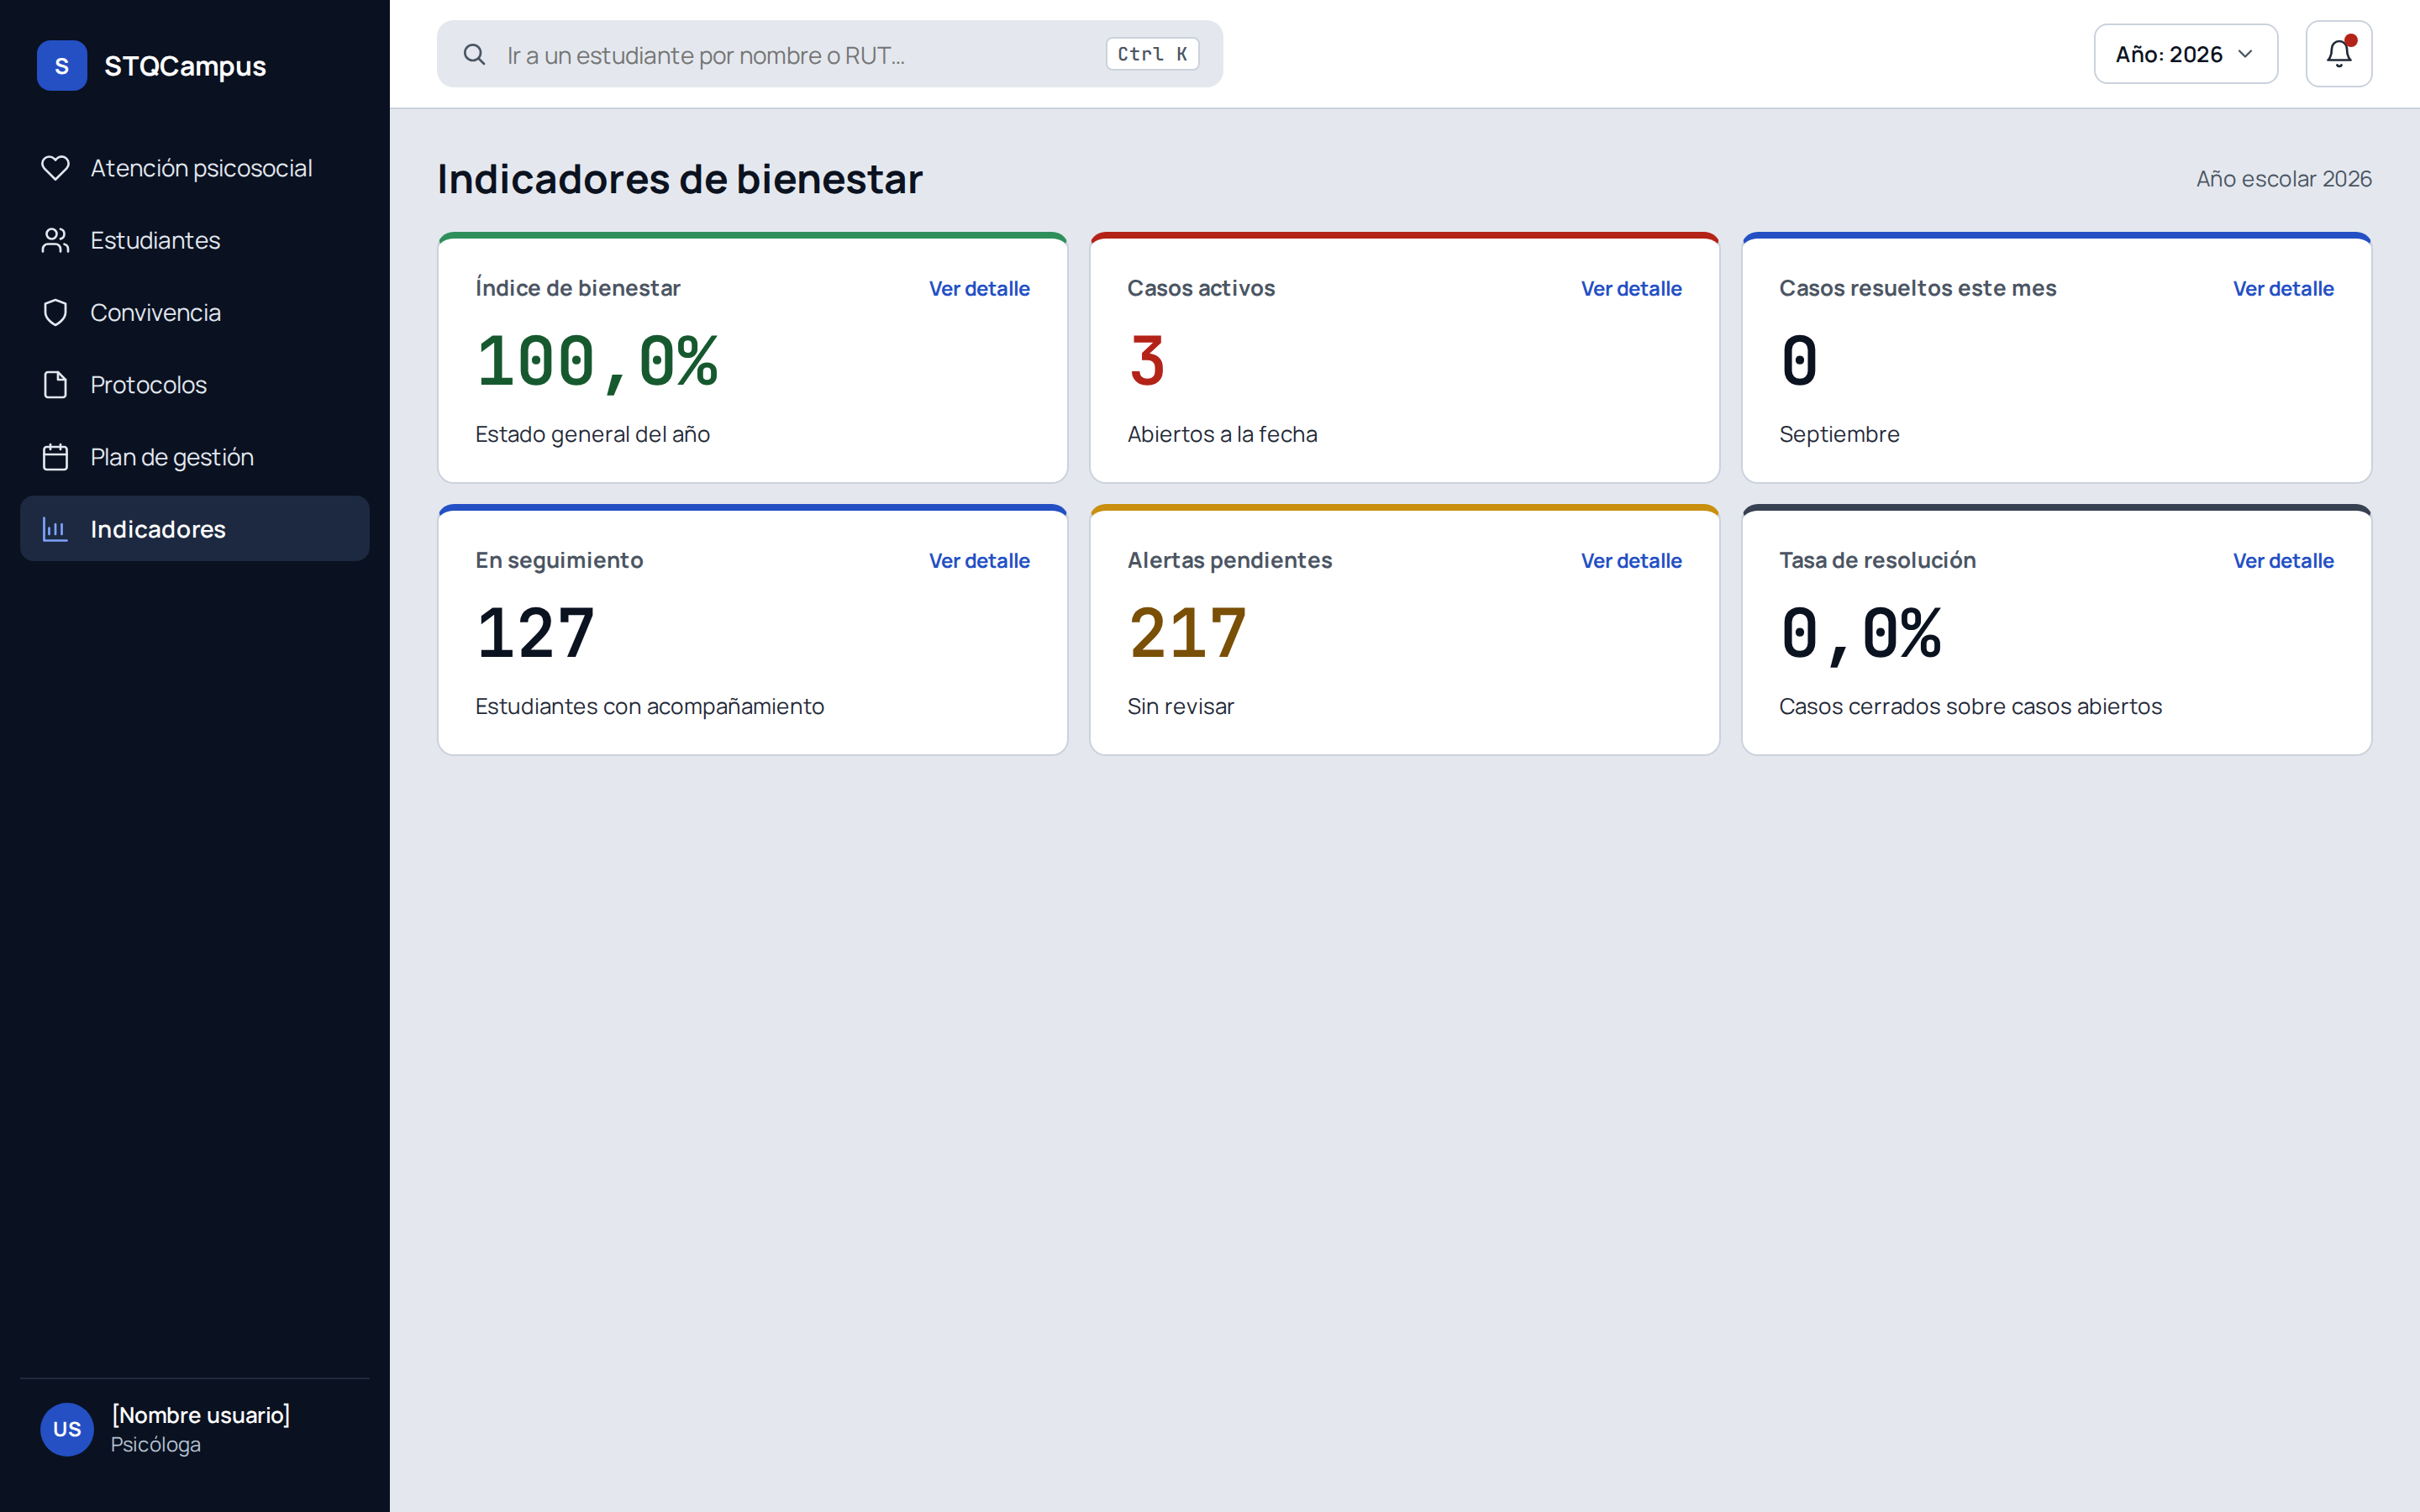 S
STQCampus
Atención psicosocial
Estudiantes
Convivencia
Protocolos
Plan de gestión
Indicadores
US
[Nombre usuario]
Psicóloga
Ir a un estudiante por nombre o RUT...
Ctrl K
Año: 2026
Indicadores de bienestar
Año escolar 2026
Índice de bienestar
Ver detalle
100,0%
Estado general del año
Casos activos
Ver detalle
3
Abiertos a la fecha
Casos resueltos este mes
Ver detalle
0
Septiembre
En seguimiento
Ver detalle
127
Estudiantes con acompañamiento
Alertas pendientes
Ver detalle
217
Sin revisar
Tasa de resolución
Ver detalle
0,0%
Casos cerrados sobre casos abiertos